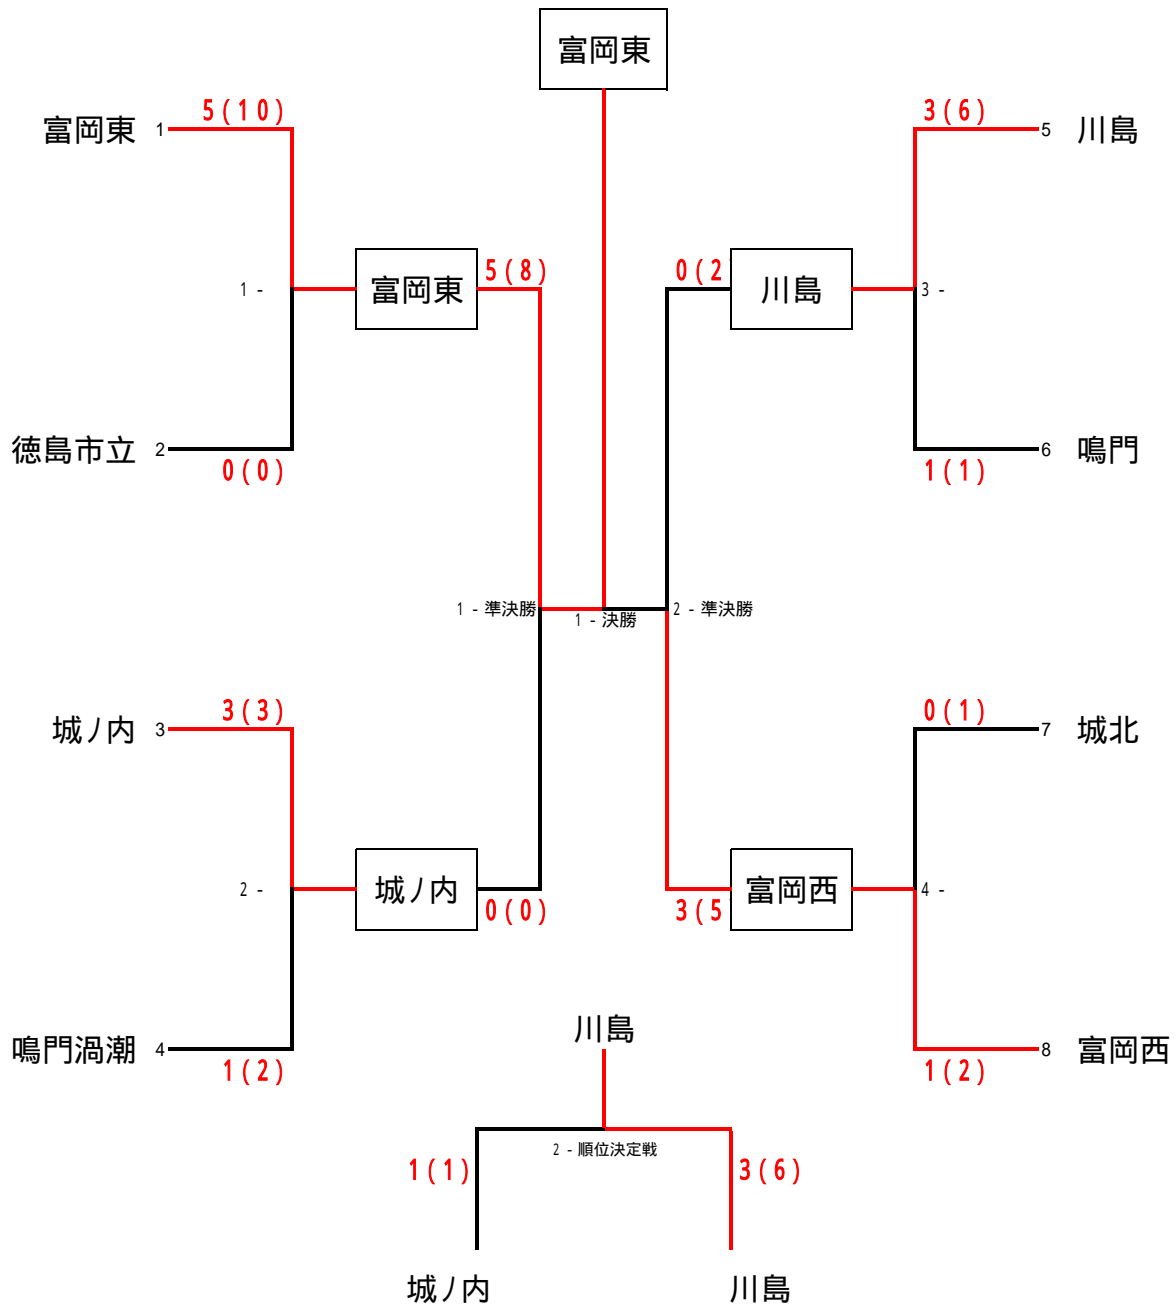 富岡東
5(10)
3(6)
富岡東 1
5 川島
富岡東
5(8)
0(2
川島
1 -
3 -
徳島市立 2
6 鳴門
0(0)
1(1)
1 - 準決勝
1 - 決勝
2 - 準決勝
3(3)
0(1)
城ノ内 3
7 城北
2 -
城ノ内
富岡西
4 -
0(0)
3(5
川島
鳴門渦潮 4
8 富岡西
1(2)
1(2)
2 - 順位決定戦
1(1)
3(6)
城ノ内
川島